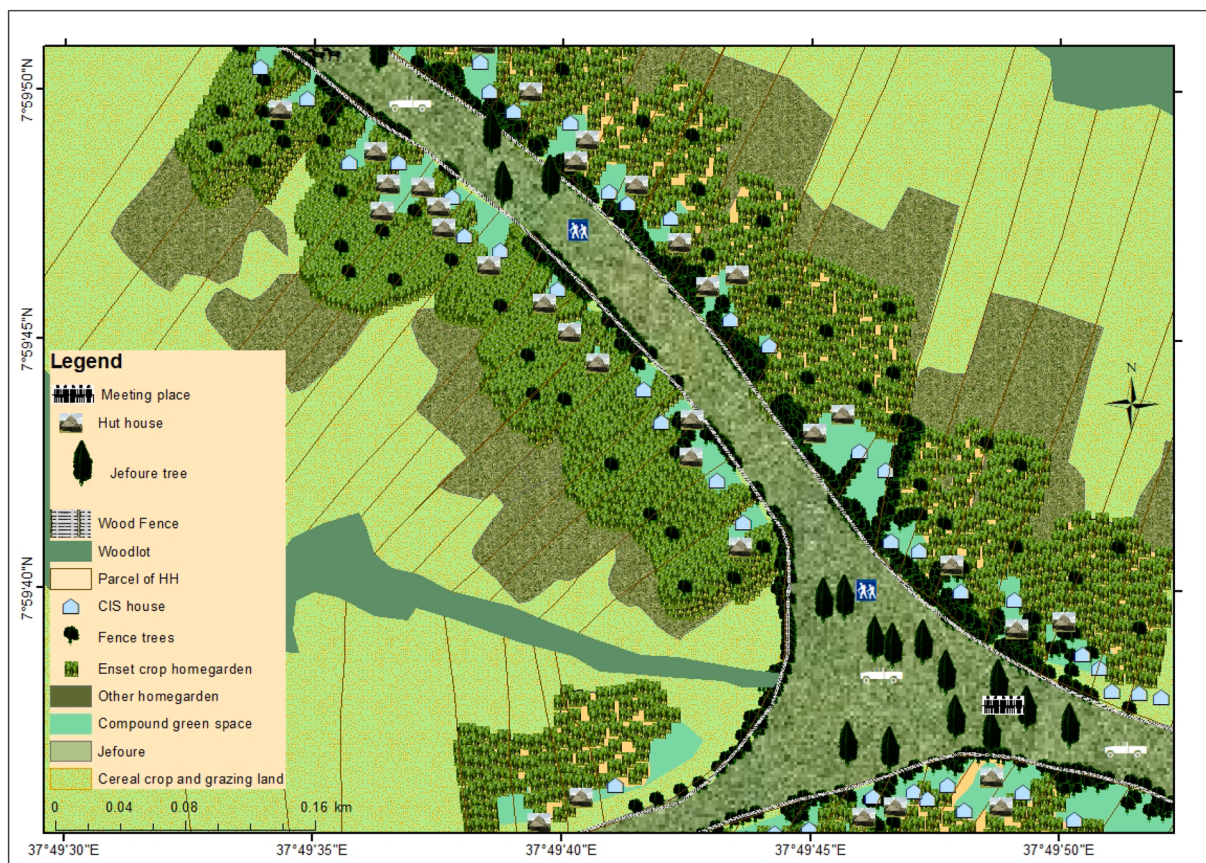 7°59'50"N
7°59'45"N
7°59'40"N
N
Legend
Meeting place
Hut house
Jefoure tree
Wood Fence
Woodlot
Parcel of HH
CIS house
Fence trees
Enset crop homegarden
Other homegarden
Compound green space
Jefoure
Cereal crop and grazing land
0 0.04 0.08 0.16 km
37°49'30"E 37°49'35"E 37°49'40"E 37°49'45"E 37°49'50"E